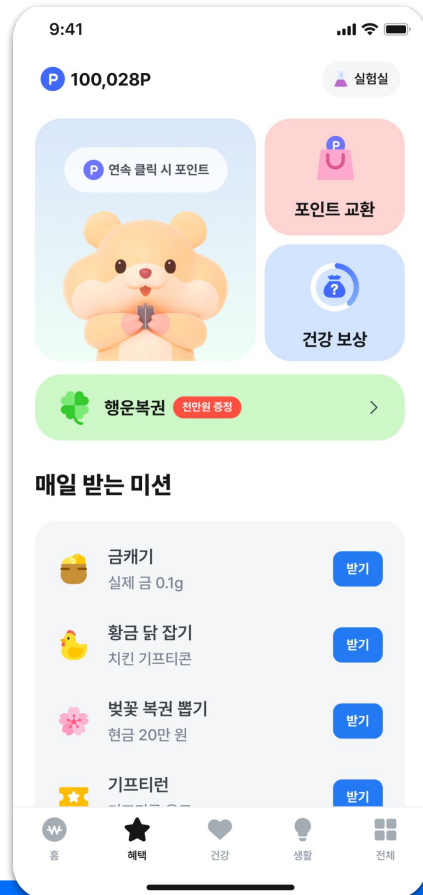 9:41
P 100,028P
실험실
P 연속 클릭 시 포인트
P
포인트 교환
?
건강 보상
행운복권 천만원 증정
매일 받는 미션
금캐기
실제 금 0.1g
받기
황금 닭 잡기
치킨 기프티콘
받기
벚꽃 복권 뽑기
현금 20만 원
받기
기프티런
받기
W
홈
혜택
건강
생활
전체